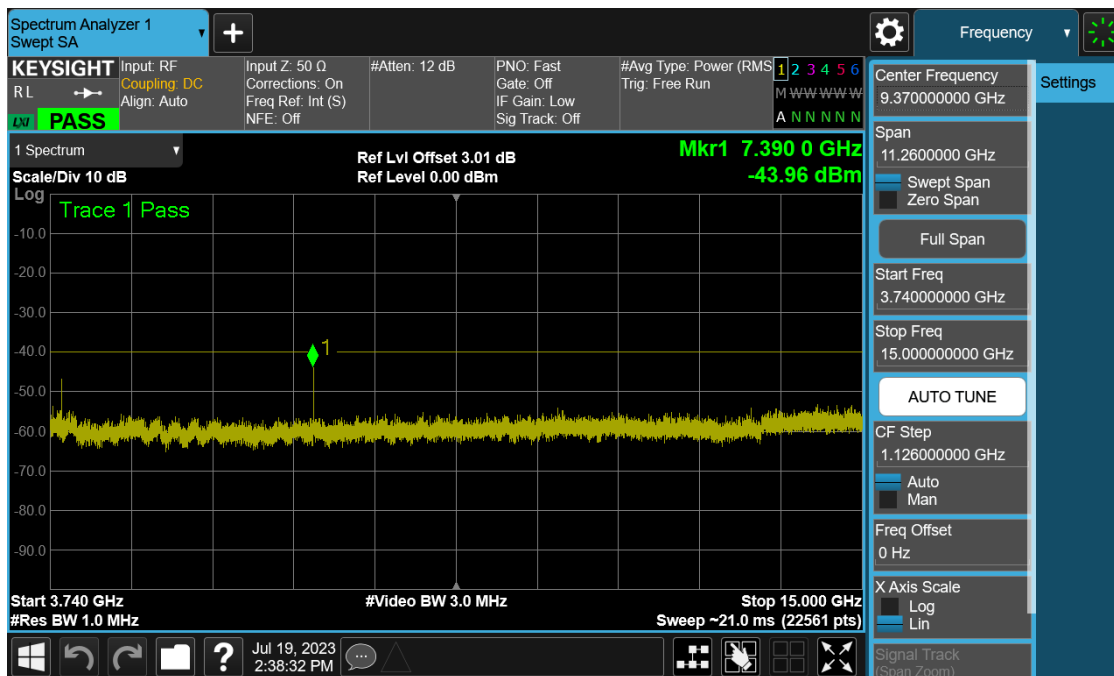 Spectrum Analyzer 1
Swept SA
+
Frequency
KEYSIGHT
RL
LXI PASS
Input: RF
Coupling: DC
Align: Auto
Input Z: 50 Ω
Corrections: On
Freq Ref: Int (S)
NFE: Off
#Atten: 12 dB
PNO: Fast
Gate: Off
IF Gain: Low
Sig Track: Off
#Avg Type: Power (RMS
Trig: Free Run
1 2 3 4 5 6
M W W W W W
A N N N N N
Center Frequency
9.370000000 GHz
Settings
Span
11.2600000 GHz
Swept Span
Zero Span
Full Span
Start Freq
3.740000000 GHz
Stop Freq
15.000000000 GHz
AUTO TUNE
CF Step
1.126000000 GHz
Auto
Man
Freq Offset
0 Hz
X Axis Scale
Log
Lin
Signal Track
(Span Zoom)
1 Spectrum
Scale/Div 10 dB
Ref Lvl Offset 3.01 dB
Ref Level 0.00 dBm
Mkr1 7.390 0 GHz
-43.96 dBm
Log
Trace 1 Pass
-10.0
-20.0
-30.0
-40.0
1
-50.0
-60.0
-70.0
-80.0
-90.0
Start 3.740 GHz
#Video BW 3.0 MHz
Stop 15.000 GHz
#Res BW 1.0 MHz
Sweep ~21.0 ms (22561 pts)
?
Jul 19, 2023
2:38:32 PM